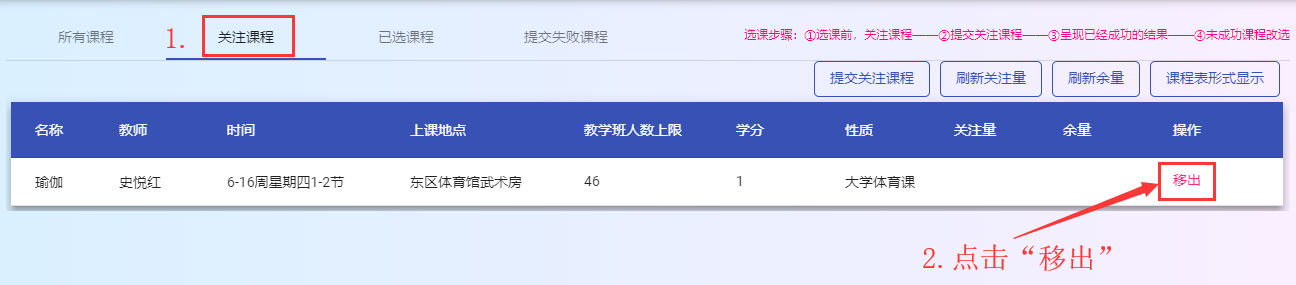 所有课程 1. 关注课程 已选课程 提交失败课程 选课步骤：①选课前，关注课程——②提交关注课程——③呈现已经成功的结果——④未成功课程改选
提交关注课程 刷新关注量 刷新余量 课程表形式显示
名称 教师 时间 上课地点 教学班人数上限 学分 性质 关注量 余量 操作
瑜伽 史悦红 6-16周星期四1-2节 东区体育馆武术房 46 1 大学体育课 移出
2.点击“移出”